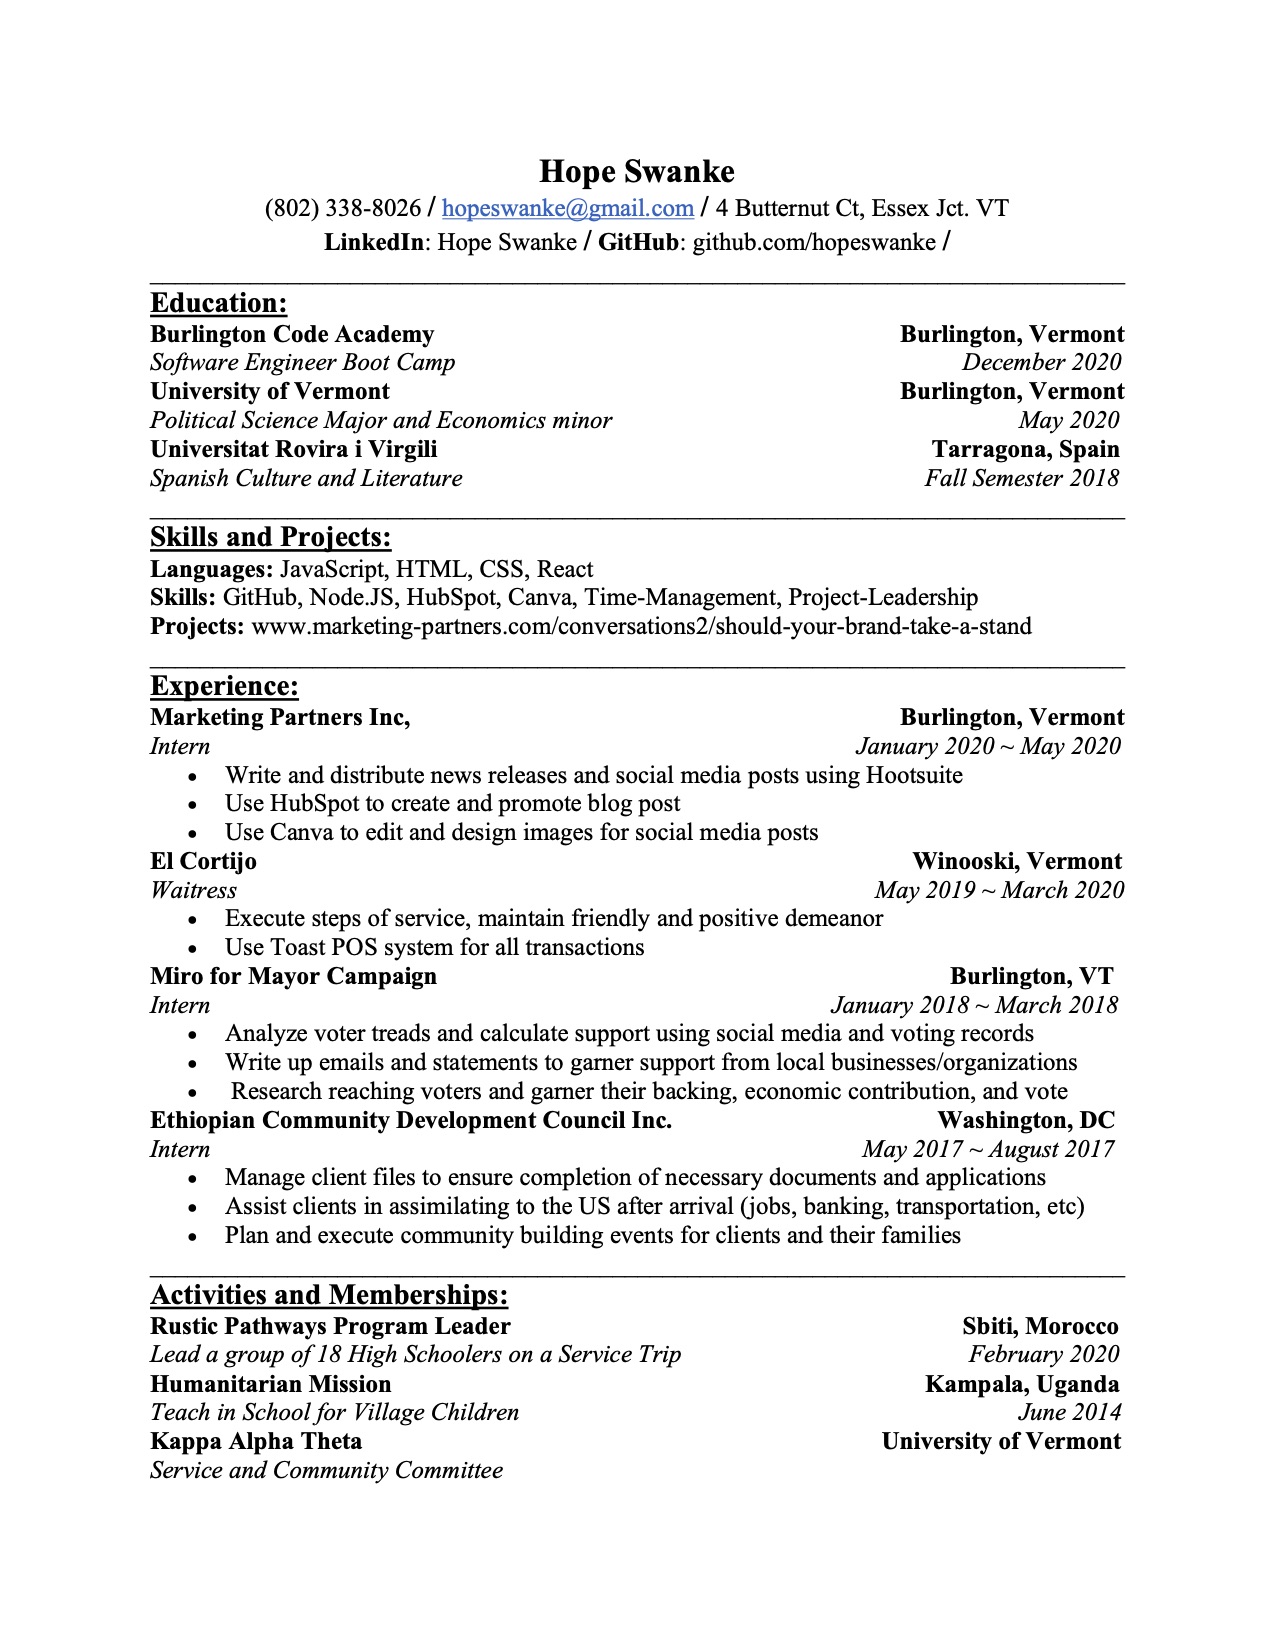 Hope Swanke
(802) 338-8026 / hopeswanke@gmail.com / 4 Butternut Ct, Essex Jct. VT
LinkedIn: Hope Swanke / GitHub: github.com/hopeswanke /
Education:
Burlington Code Academy Burlington, Vermont
Software Engineer Boot Camp December 2020
University of Vermont Burlington, Vermont
Political Science Major and Economics minor May 2020
Universitat Rovira i Virgili Tarragona, Spain
Spanish Culture and Literature Fall Semester 2018
Skills and Projects:
Languages: JavaScript, HTML, CSS, React
Skills: GitHub, Node.JS, HubSpot, Canva, Time-Management, Project-Leadership
Projects: www.marketing-partners.com/conversations2/should-your-brand-take-a-stand
Experience:
Marketing Partners Inc, Burlington, Vermont
Intern January 2020 ~ May 2020
• Write and distribute news releases and social media posts using Hootsuite
• Use HubSpot to create and promote blog post
• Use Canva to edit and design images for social media posts
El Cortijo Winooski, Vermont
Waitress May 2019 ~ March 2020
• Execute steps of service, maintain friendly and positive demeanor
• Use Toast POS system for all transactions
Miro for Mayor Campaign Burlington, VT
Intern January 2018 ~ March 2018
• Analyze voter treads and calculate support using social media and voting records
• Write up emails and statements to garner support from local businesses/organizations
• Research reaching voters and garner their backing, economic contribution, and vote
Ethiopian Community Development Council Inc. Washington, DC
Intern May 2017 ~ August 2017
• Manage client files to ensure completion of necessary documents and applications
• Assist clients in assimilating to the US after arrival (jobs, banking, transportation, etc)
• Plan and execute community building events for clients and their families
Activities and Memberships:
Rustic Pathways Program Leader Sbiti, Morocco
Lead a group of 18 High Schoolers on a Service Trip February 2020
Humanitarian Mission Kampala, Uganda
Teach in School for Village Children June 2014
Kappa Alpha Theta University of Vermont
Service and Community Committee